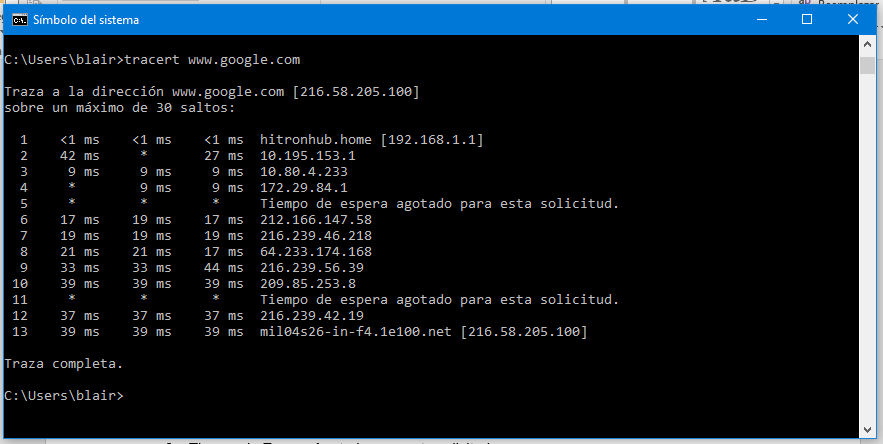 Símbolo del sistema
C:\Users\blair>tracert www.google.com
Traza a la dirección www.google.com [216.58.205.100]
sobre un máximo de 30 saltos:
1 <1 ms <1 ms <1 ms hitronhub.home [192.168.1.1]
2 42 ms * 27 ms 10.195.153.1
3 9 ms 9 ms 9 ms 10.80.4.233
4 * 9 ms 9 ms 172.29.84.1
5 * * * Tiempo de espera agotado para esta solicitud.
6 17 ms 19 ms 17 ms 212.166.147.58
7 19 ms 19 ms 19 ms 216.239.46.218
8 21 ms 21 ms 17 ms 64.233.174.168
9 33 ms 33 ms 44 ms 216.239.56.39
10 39 ms 39 ms 39 ms 209.85.253.8
11 * * * Tiempo de espera agotado para esta solicitud.
12 37 ms 37 ms 37 ms 216.239.42.19
13 39 ms 39 ms 39 ms mil04s26-in-f4.1e100.net [216.58.205.100]
Traza completa.
C:\Users\blair>